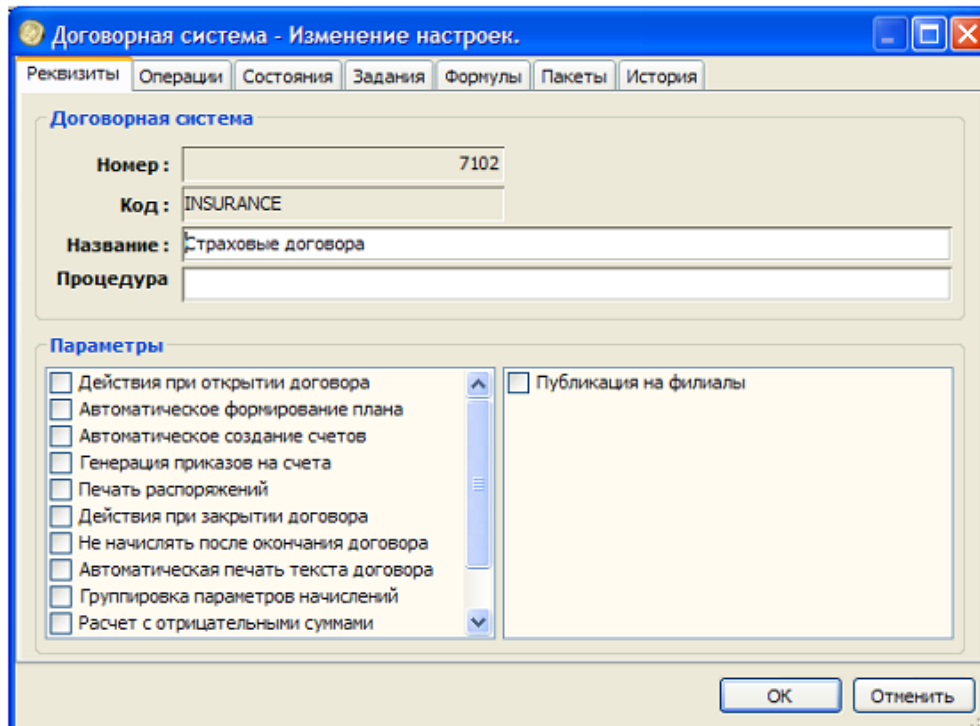 Договорная система - Изменение настроек.
Реквизиты Операции Состояния Задания Формулы Пакеты История
Договорная система
Номер : 7102
Код : INSURANCE
Название : Страховые договора
Процедура
Параметры
Действия при открытии договора
Автоматическое формирование плана
Автоматическое создание счетов
Генерация приказов на счета
Печать распоряжений
Действия при закрытии договора
Не начислять после окончания договора
Автоматическая печать текста договора
Группировка параметров начислений
Расчет с отрицательными суммами
Публикация на филиалы
OK Отменить